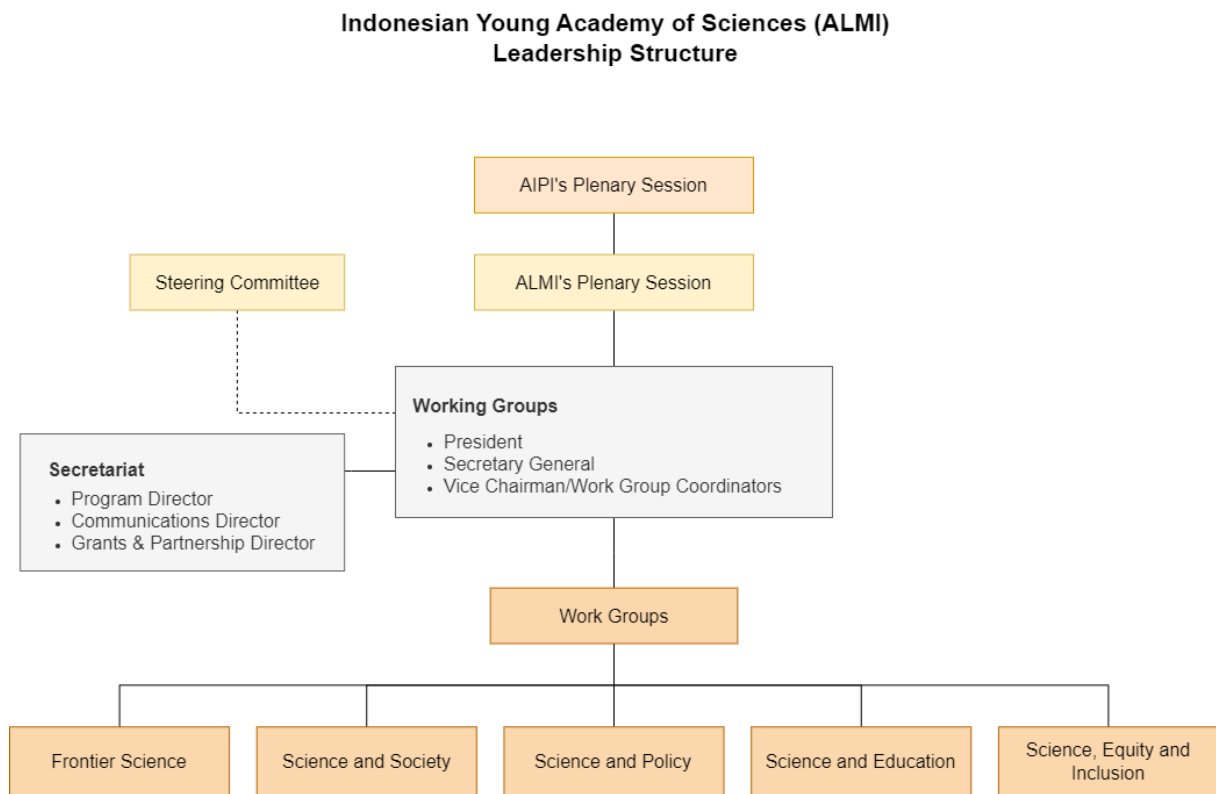 Indonesian Young Academy of Sciences (ALMI)
Leadership Structure
AIPI's Plenary Session
Steering Committee
ALMI's Plenary Session
Working Groups
• President
• Secretary General
• Vice Chairman/Work Group Coordinators
Secretariat
• Program Director
• Communications Director
• Grants & Partnership Director
Work Groups
Frontier Science
Science and Society
Science and Policy
Science and Education
Science, Equity and
Inclusion